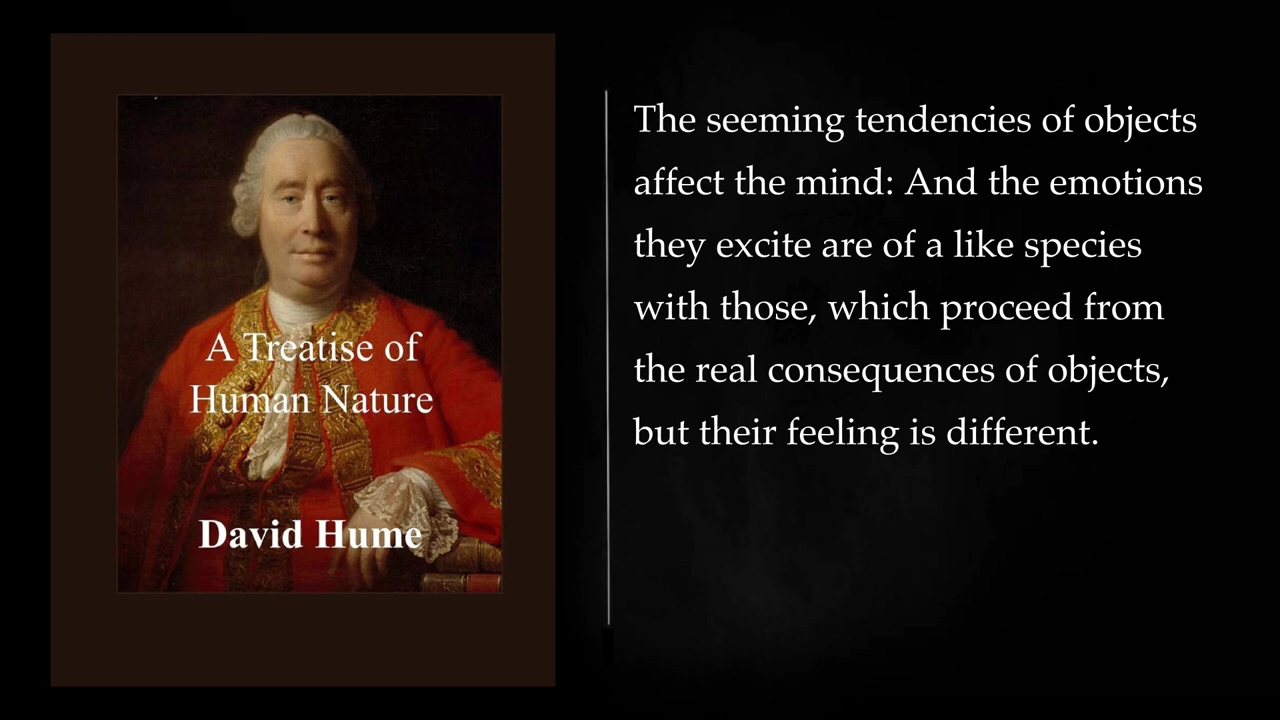 A Treatise of
Human Nature
David Hume
The seeming tendencies of objects
affect the mind: And the emotions
they excite are of a like species
with those, which proceed from
the real consequences of objects,
but their feeling is different.